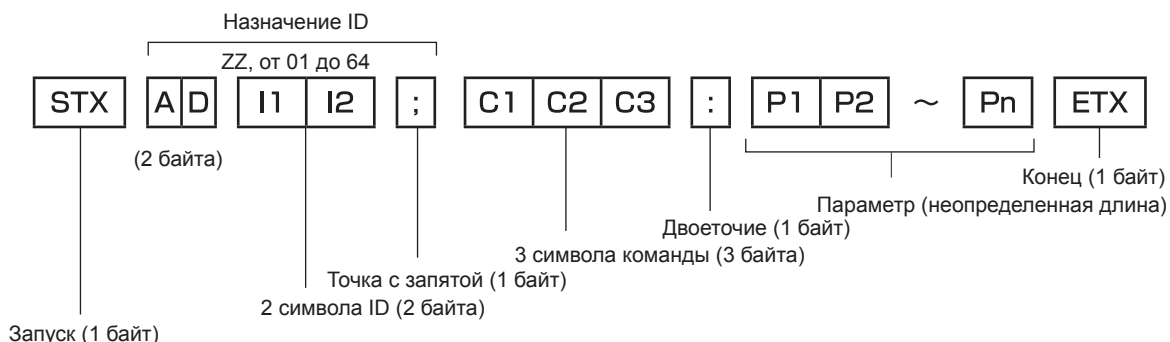 Назначение ID
ZZ, от 01 до 64
STX A D I1 I2 ; C1 C2 C3 : P1 P2 ~ Pn ETX
(2 байта)
Конец (1 байт)
Параметр (неопределенная длина)
Двоеточие (1 байт)
3 символа команды (3 байта)
Точка с запятой (1 байт)
2 символа ID (2 байта)
Запуск (1 байт)